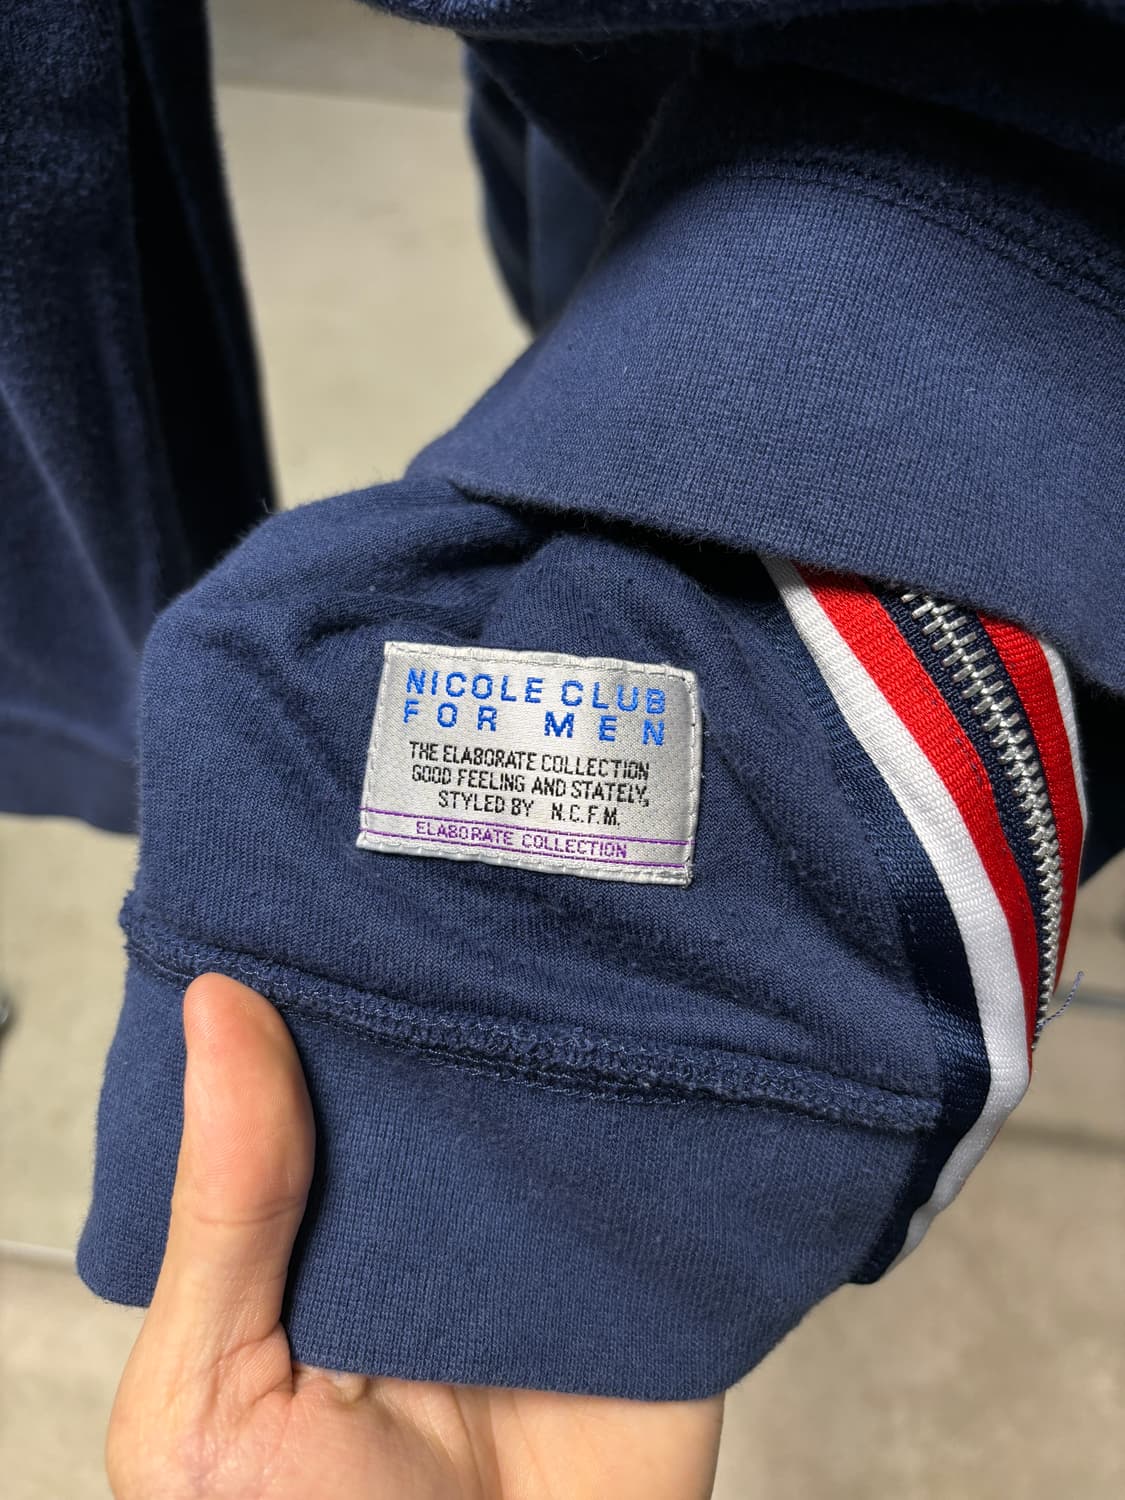 NICOLE CLUB
FOR MEN
THE ELABORATE COLLECTION
GOOD FEELING AND STATELY,
STYLED BY N.C.F.M.
ELABORATE COLLECTION